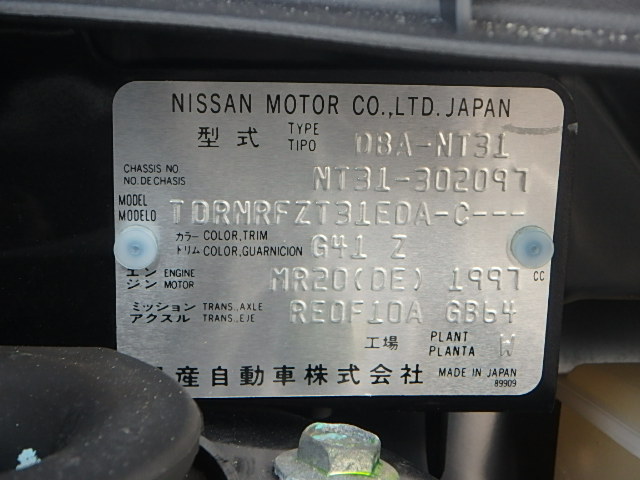 NISSAN MOTOR CO.,LTD. JAPAN
型式 TYPE TIPO DBA-NT31
CHASSIS NO. NO. DE CHASIS NT31-302097
MODEL MODELO TDRNRFZT31EDA-C---
カラー COLOR, TRIM トリム COLOR, GUARNICION G41 Z
エンジン ENGINE MOTOR MR20(DE) 1997 CC
ミッション TRANS., AXLE アクスル TRANS., EJE RE0F10A GB64
工場 PLANT PLANTA W
産自動車株式会社 MADE IN JAPAN
89909